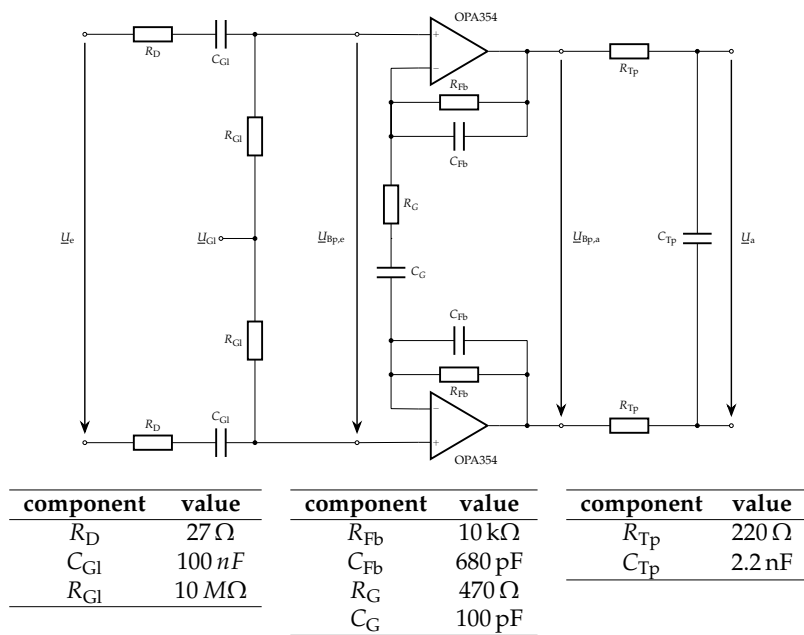 OPA354
+
−
R_D
C_Gl
R_Fb
R_Tp
C_Fb
R_Gl
R_G
U_e
U_Gl
U_Bp,e
U_Bp,a
C_Tp
U_a
C_G
R_Gl
C_Fb
R_Fb
R_D
C_Gl
−
+
R_Tp
OPA354
component value
R_D 27 Ω
C_Gl 100 nF
R_Gl 10 MΩ
component value
R_Fb 10 kΩ
C_Fb 680 pF
R_G 470 Ω
C_G 100 pF
component value
R_Tp 220 Ω
C_Tp 2.2 nF